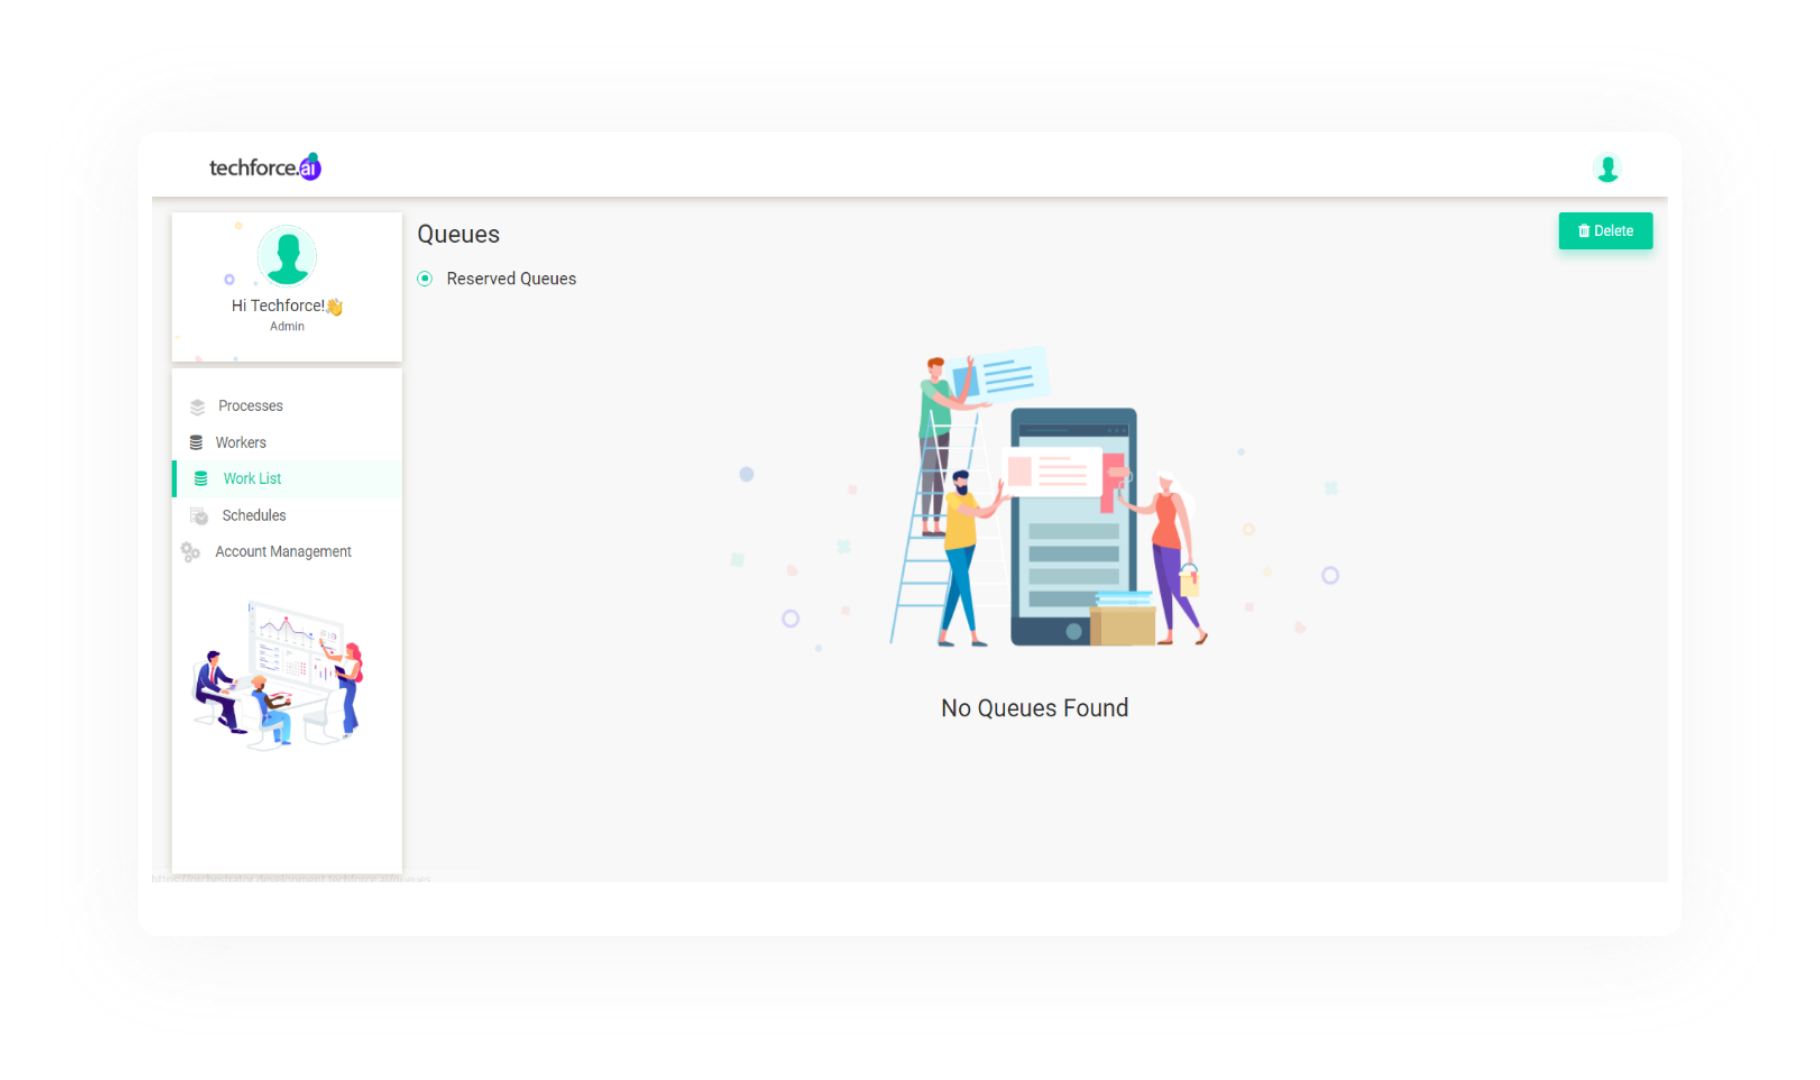 techforce.ai
Queues
Delete
Reserved Queues
Hi Techforce!👋
Admin
Processes
Workers
Work List
Schedules
Account Management
No Queues Found